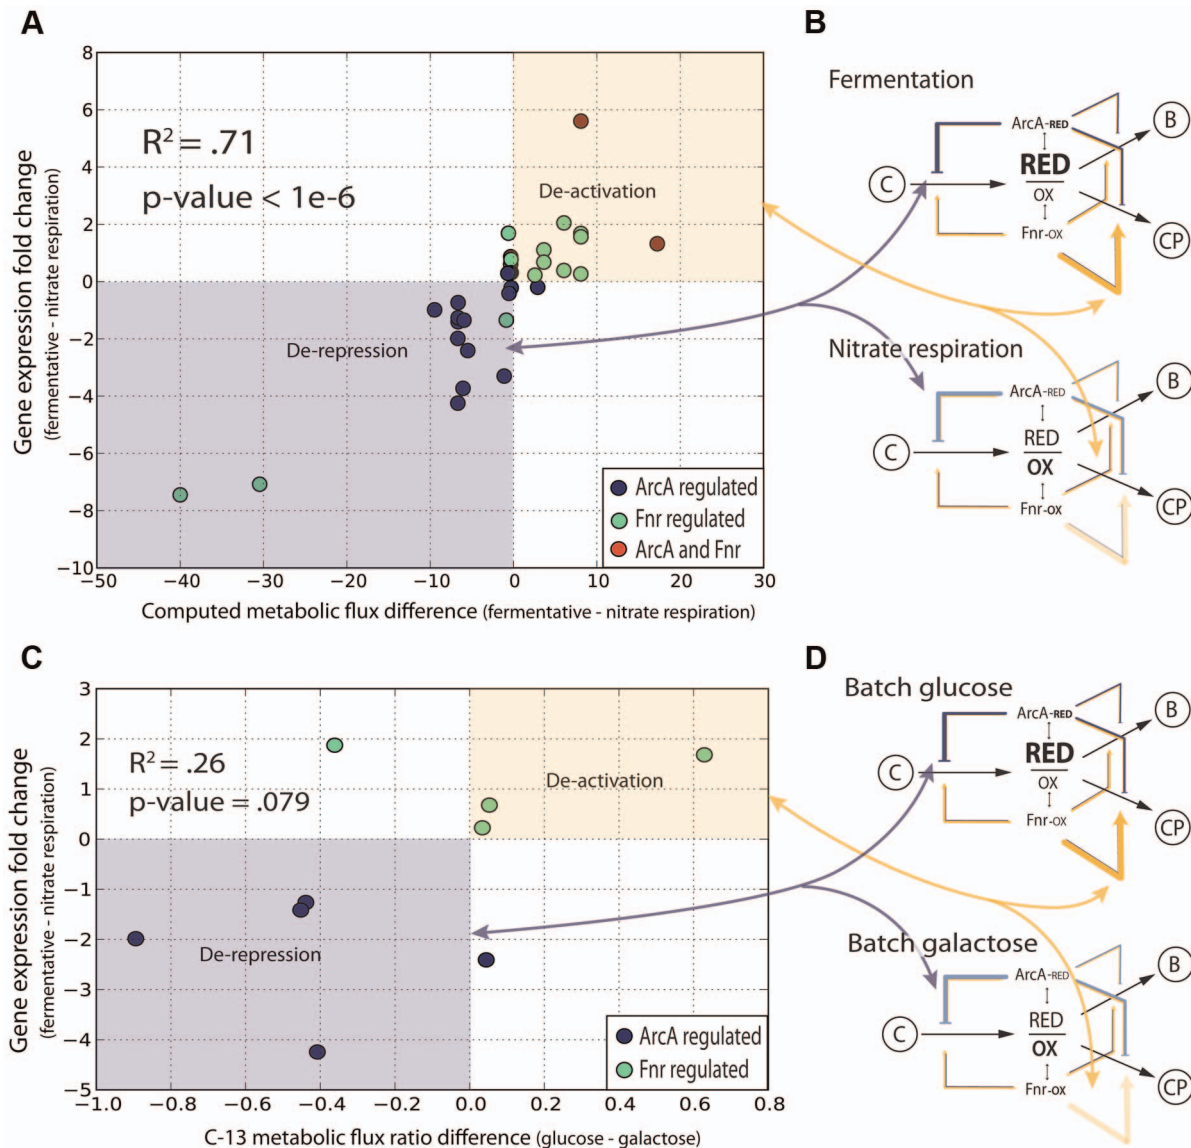 A
Gene expression fold change
(fermentative - nitrate respiration)
8
6
4
2
0
−2
−4
−6
−8
−10
R² = .71
p-value < 1e-6
De-activation
De-repression
ArcA regulated
Fnr regulated
ArcA and Fnr
−50
−40
−30
−20
−10
0
10
20
30
Computed metabolic flux difference (fermentative - nitrate respiration)
B
Fermentation
ArcA-RED
RED
OX
Fnr-OX
C
B
CP
Nitrate respiration
ArcA-RED
RED
OX
Fnr-OX
C
B
CP
C
Gene expression fold change
(fermentative - nitrate respiration)
3
2
1
0
−1
−2
−3
−4
−5
R² = .26
p-value = .079
De-activation
De-repression
ArcA regulated
Fnr regulated
−1.0
−0.8
−0.6
−0.4
−0.2
0.0
0.2
0.4
0.6
0.8
C-13 metabolic flux ratio difference (glucose - galactose)
D
Batch glucose
ArcA-RED
RED
OX
Fnr-OX
C
B
CP
Batch galactose
ArcA-RED
RED
OX
Fnr-OX
C
B
CP